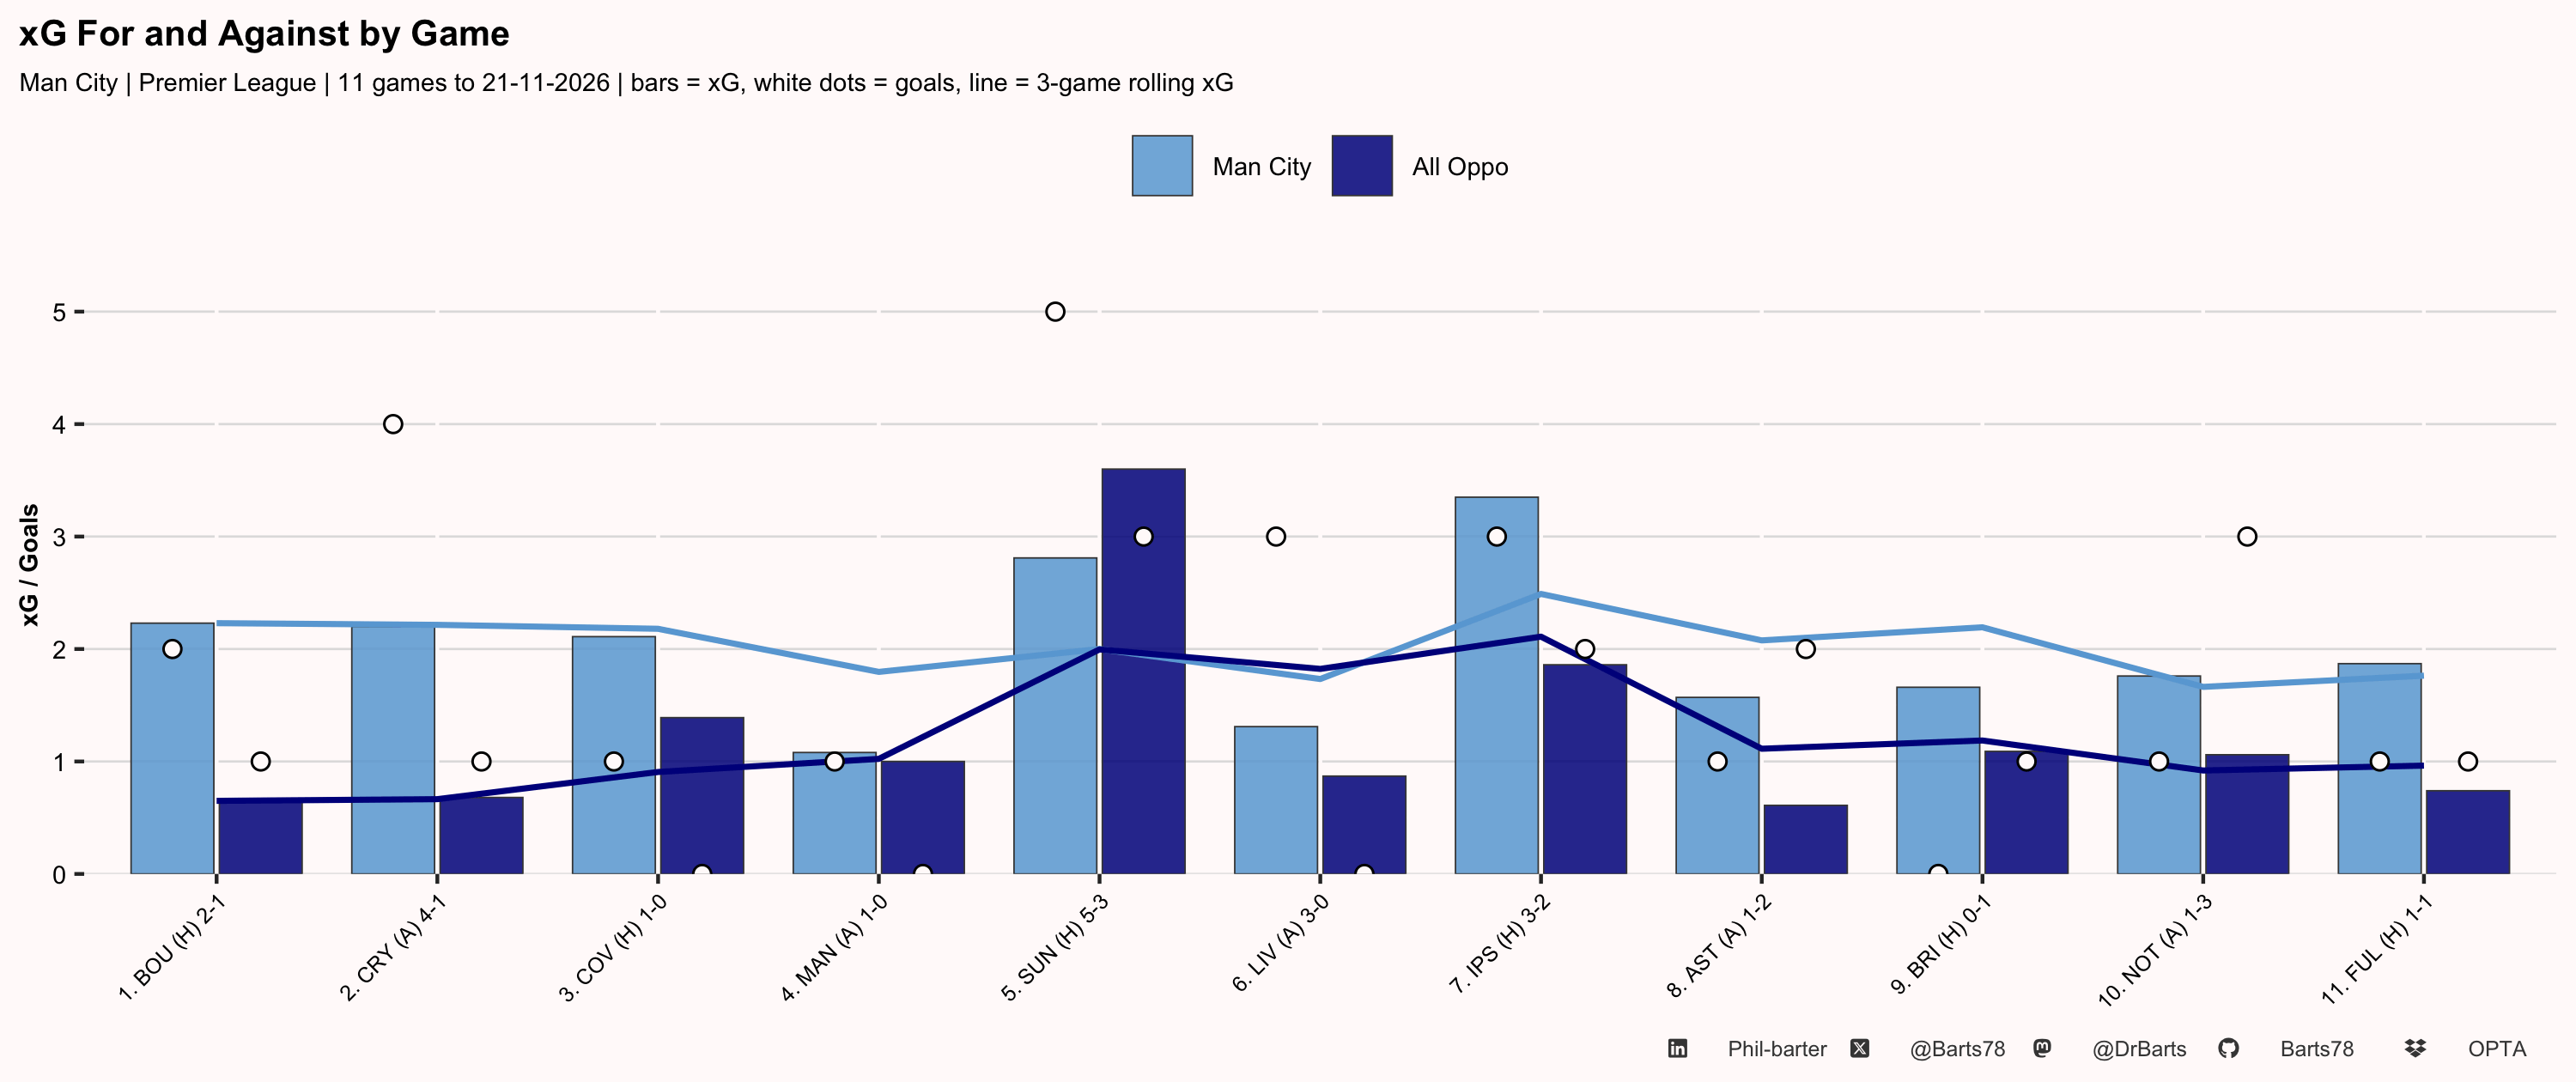 xG For and Against by Game
Man City | Premier League | 11 games to 21-11-2026 | bars = xG, white dots = goals, line = 3-game rolling xG
Man City
All Oppo
xG / Goals
5
4
3
2
1
0
1. BOU (H) 2-1
2. CRY (A) 4-1
3. COV (H) 1-0
4. MAN (A) 1-0
5. SUN (H) 5-3
6. LIV (A) 3-0
7. IPS (H) 3-2
8. AST (A) 1-2
9. BRI (H) 0-1
10. NOT (A) 1-3
11. FUL (H) 1-1
Phil-barter @Barts78 @DrBarts Barts78 OPTA